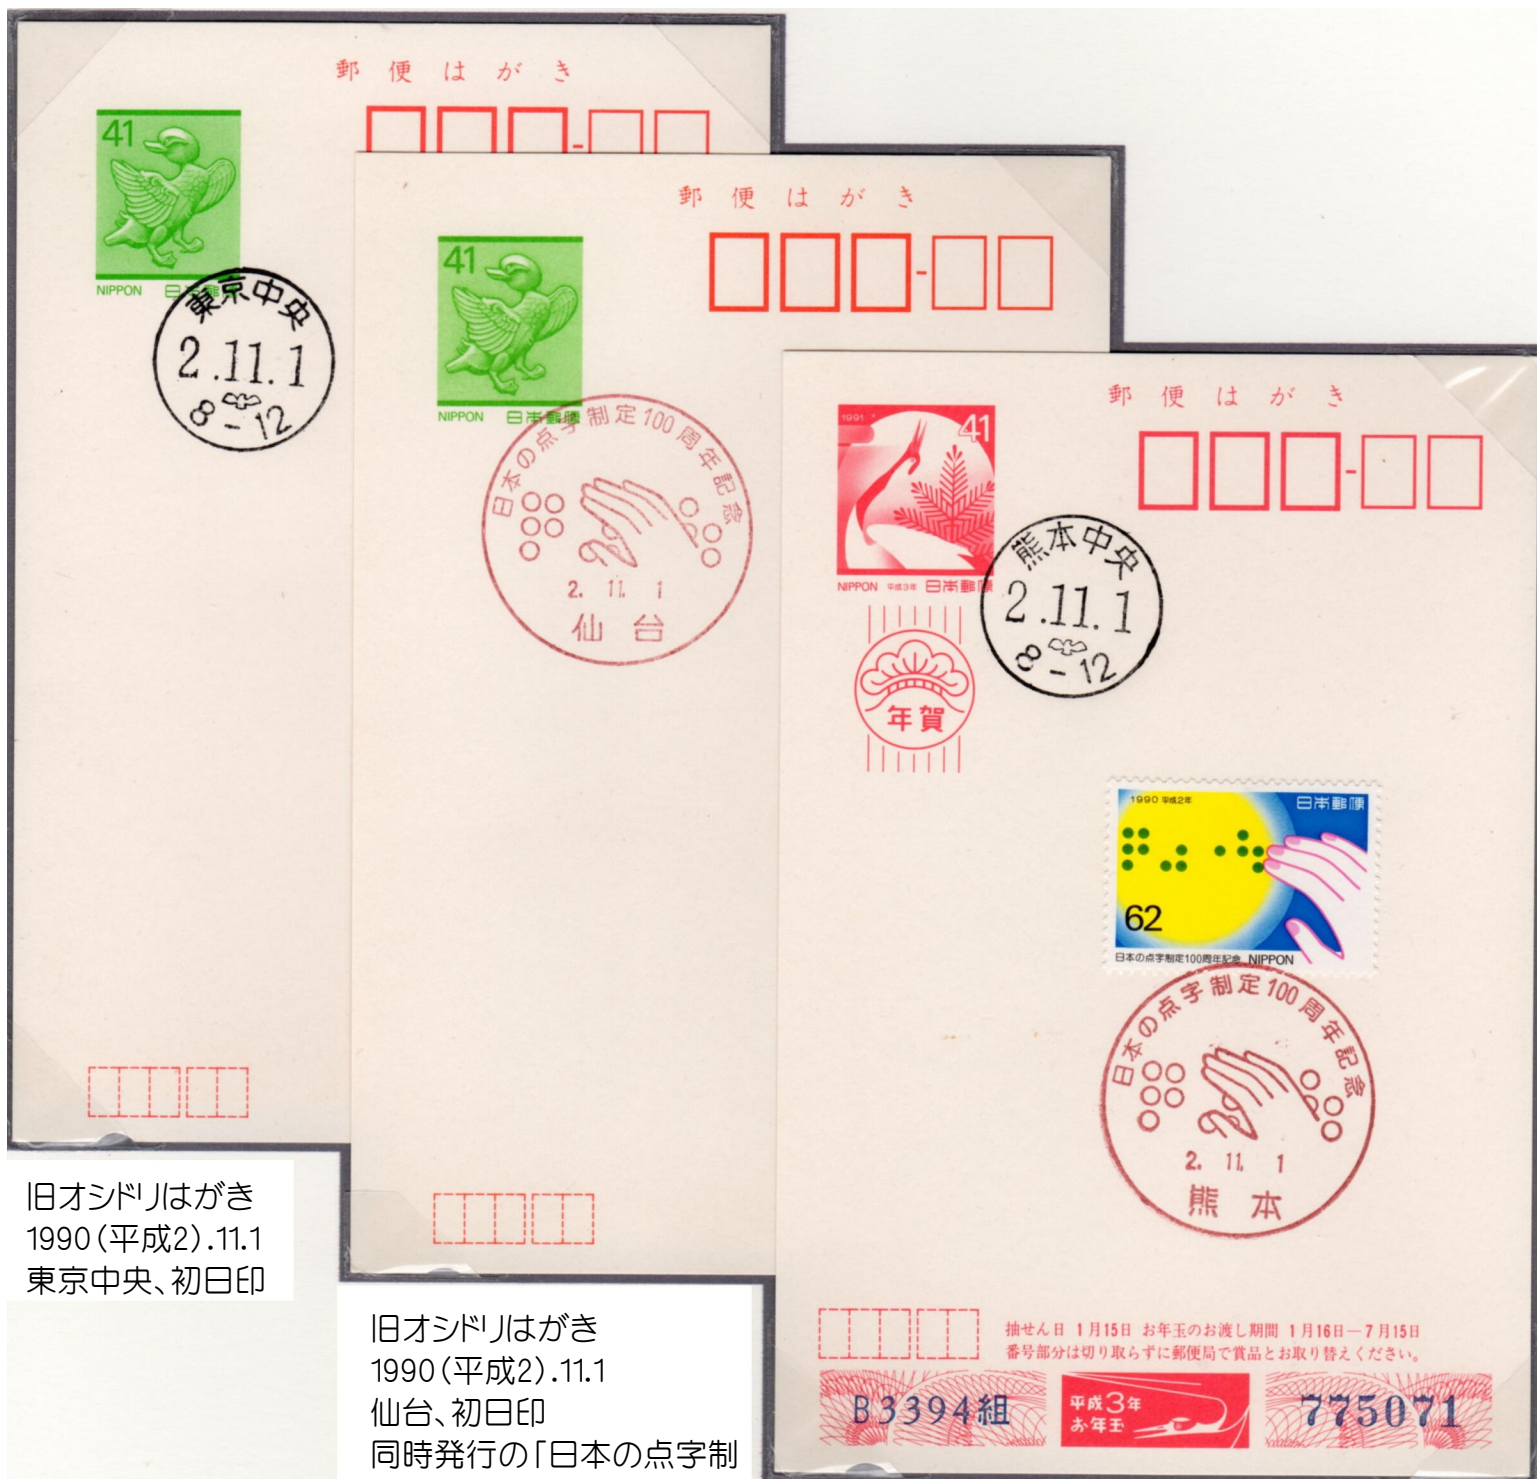 郵便はがき
41
NIPPON 日本郵便
東京中央
2.11.1
8-12
旧オシドリはがき
1990(平成2).11.1
東京中央、初日印
郵便はがき
41
NIPPON 日本郵便
日本の点字制定100周年記念
2. 11. 1
仙台
旧オシドリはがき
1990(平成2).11.1
仙台、初日印
同時発行の「日本の点字制
郵便はがき
1991
41
NIPPON 平成3年 日本郵便
熊本中央
2.11.1
8-12
年賀
1990 平成2年 日本郵便
62
日本の点字制定100周年記念 NIPPON
日本の点字制定100周年記念
2. 11. 1
熊本
抽せん日 1月15日 お年玉のお渡し期間 1月16日―7月15日
番号部分は切り取らずに郵便局で賞品とお取り替えください。
B3394組
平成3年
お年玉
775071